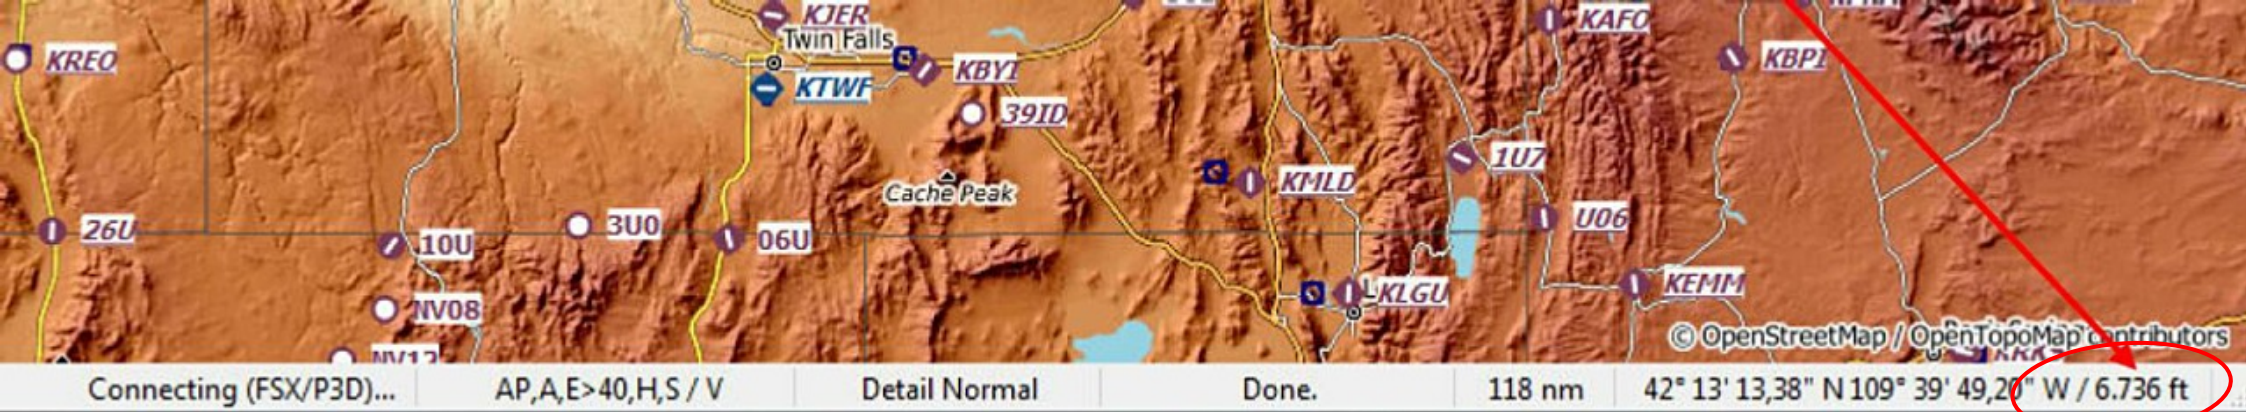 KJER
KAFO
Twin Falls
KREO
KBYI
KBPI
KTWF
39ID
1U7
Cache Peak
KMLD
26U
3U0
U06
10U
06U
KEMM
KLGU
NV08
© OpenStreetMap / OpenTopoMap contributors
NV12
Connecting (FSX/P3D)... AP,A,E>40,H,S / V Detail Normal Done. 118 nm 42° 13' 13,38" N 109° 39' 49,20" W / 6.736 ft